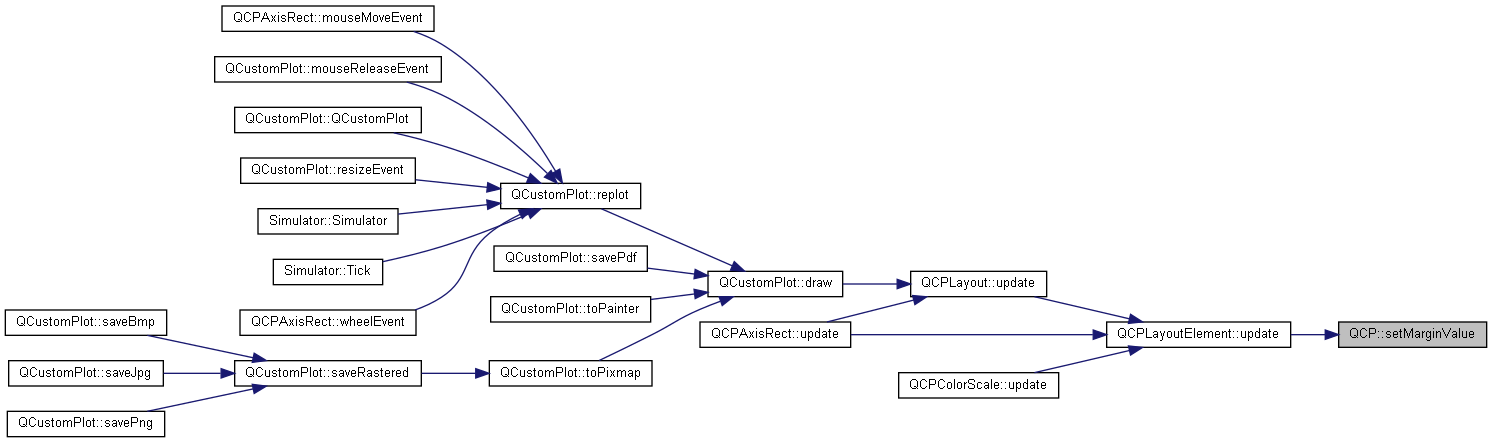 QCPAxisRect::mouseMoveEvent
QCustomPlot::mouseReleaseEvent
QCustomPlot::QCustomPlot
QCustomPlot::resizeEvent
QCustomPlot::replot
Simulator::Simulator
QCustomPlot::savePdf
Simulator::Tick
QCustomPlot::draw
QCPLayout::update
QCustomPlot::toPainter
QCustomPlot::saveBmp
QCPAxisRect::wheelEvent
QCPAxisRect::update
QCPLayoutElement::update
QCP::setMarginValue
QCustomPlot::saveJpg
QCustomPlot::saveRastered
QCustomPlot::toPixmap
QCPColorScale::update
QCustomPlot::savePng